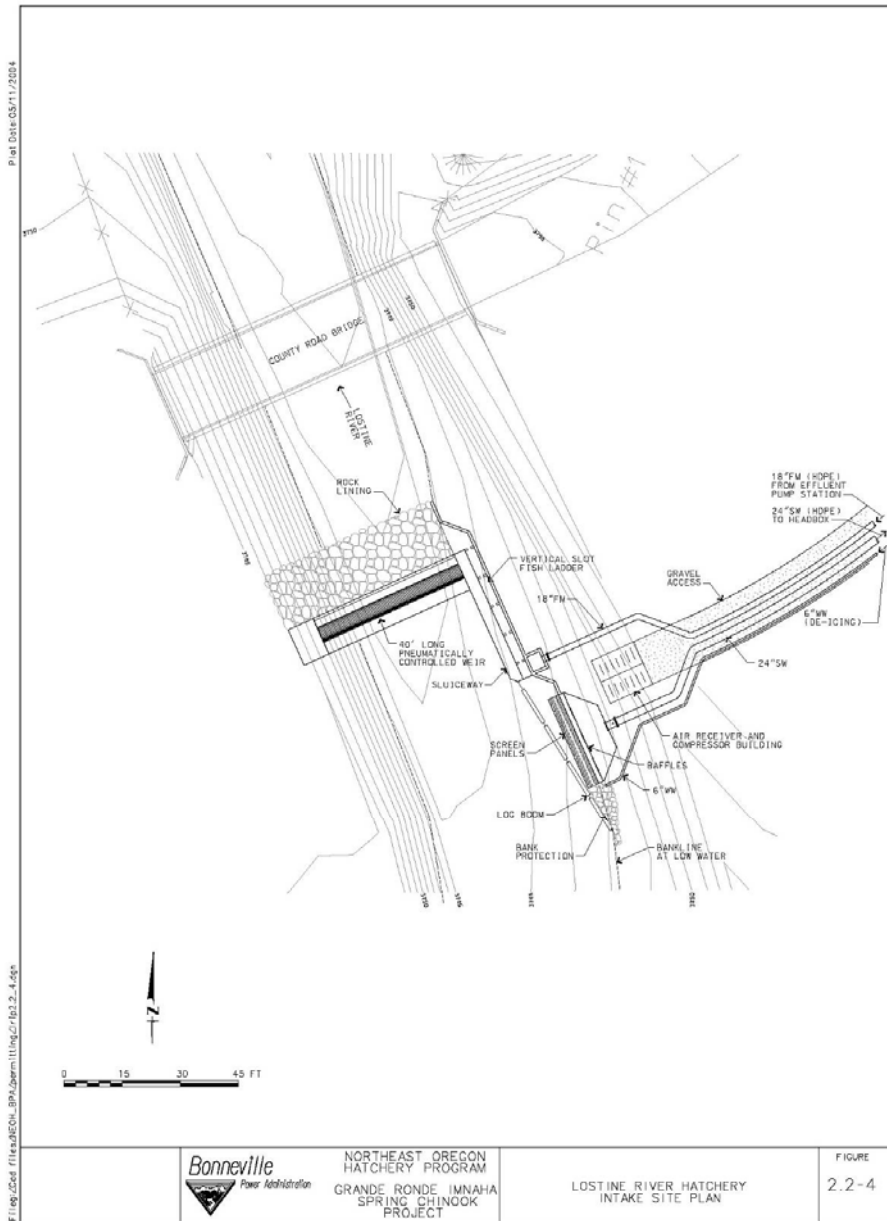 Plot Date:05/11/2004
Pin #1
3750
COUNTY ROAD BRIDGE
LOSTINE
RIVER
ROCK
LINING
18"FM (HDPE)
FROM EFFLUENT
PUMP STATION
24"SW (HDPE)
TO HEADBOX
VERTICAL SLOT
FISH LADDER
GRAVEL
ACCESS
18"FM
6"WW
(DE-ICING)
40' LONG
PNEUMATICALLY
CONTROLLED WEIR
24"SW
SLUICEWAY
AIR RECEIVER AND
COMPRESSOR BUILDING
SCREEN
PANELS
BAFFLES
6"WW
LOG BOOM
BANK
PROTECTION
BANKLINE
AT LOW WATER
3750
N
0 15 30 45 FT
Bonneville
Power Administration
NORTHEAST OREGON
HATCHERY PROGRAM
GRANDE RONDE IMNAHA
SPRING CHINOOK
PROJECT
LOSTINE RIVER HATCHERY
INTAKE SITE PLAN
FIGURE
2.2-4